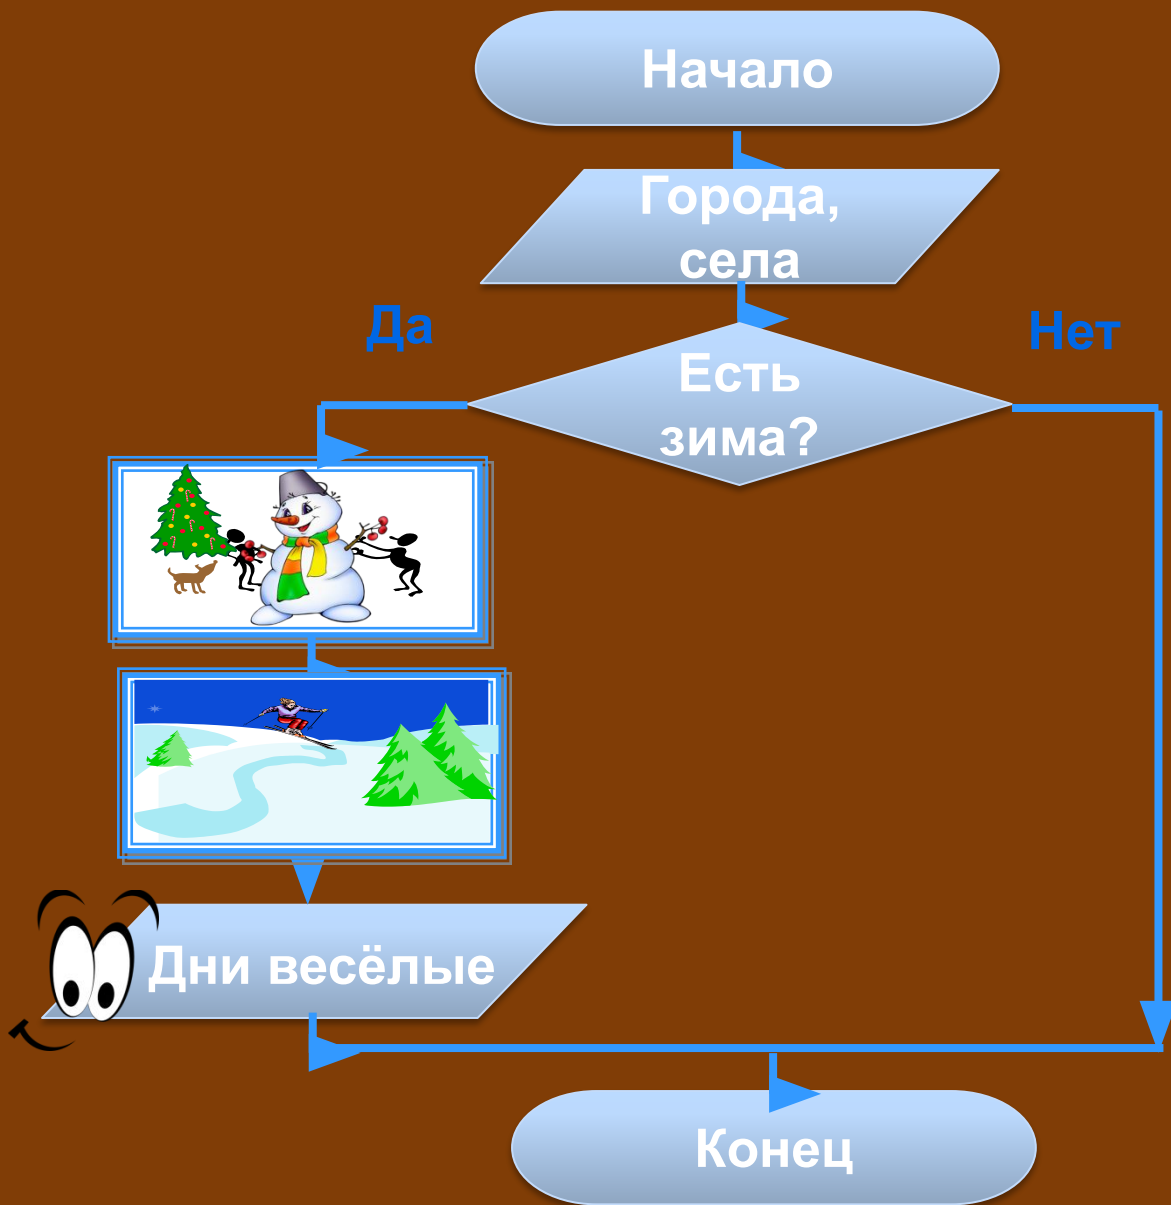 Начало
Города,
села
Да
Нет
Есть
зима?
Дни весёлые
Конец